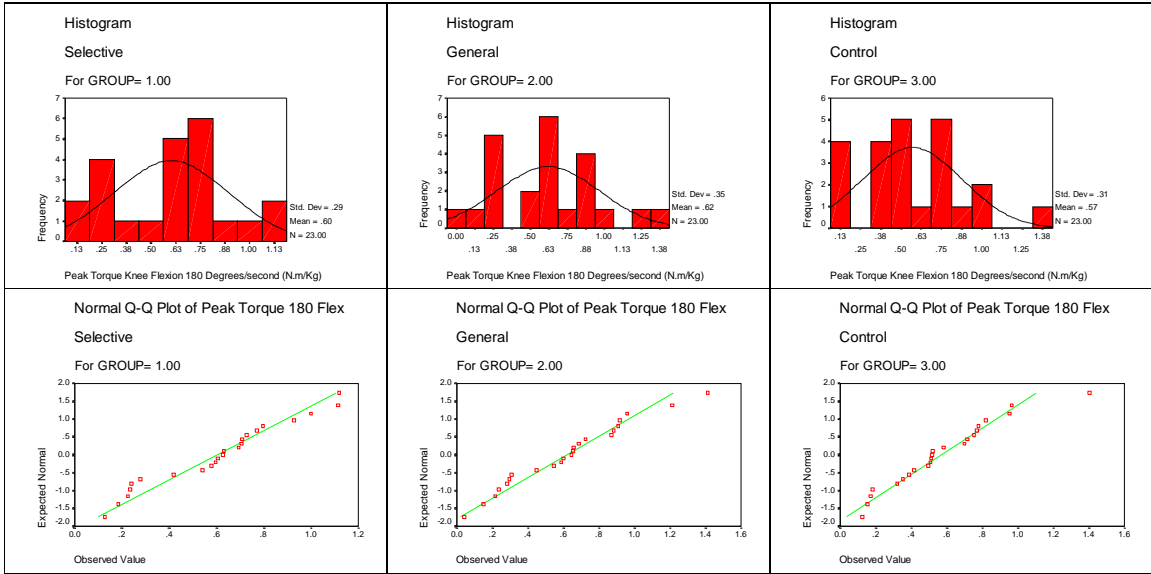 Histogram
Selective
For GROUP= 1.00
7
6
5
4
3
2
1
0
Frequency
.13 .25 .38 .50 .63 .75 .88 1.00 1.13
Std. Dev = .29
Mean = .60
N = 23.00
Peak Torque Knee Flexion 180 Degrees/second (N.m/Kg)
Histogram
General
For GROUP= 2.00
7
6
5
4
3
2
1
0
Frequency
0.00 .25 .50 .75 1.00 1.25
.13 .38 .63 .88 1.13 1.38
Std. Dev = .35
Mean = .62
N = 23.00
Peak Torque Knee Flexion 180 Degrees/second (N.m/Kg)
Histogram
Control
For GROUP= 3.00
6
5
4
3
2
1
0
Frequency
.13 .38 .63 .88 1.13 1.38
.25 .50 .75 1.00 1.25
Std. Dev = .31
Mean = .57
N = 23.00
Peak Torque Knee Flexion 180 Degrees/second (N.m/Kg)
Normal Q-Q Plot of Peak Torque 180 Flex
Selective
For GROUP= 1.00
2.0
1.5
1.0
.5
0.0
-.5
-1.0
-1.5
-2.0
Expected Normal
0.0 .2 .4 .6 .8 1.0 1.2
Observed Value
Normal Q-Q Plot of Peak Torque 180 Flex
General
For GROUP= 2.00
2.0
1.5
1.0
.5
0.0
-.5
-1.0
-1.5
-2.0
Expected Normal
0.0 .2 .4 .6 .8 1.0 1.2 1.4 1.6
Observed Value
Normal Q-Q Plot of Peak Torque 180 Flex
Control
For GROUP= 3.00
2.0
1.5
1.0
.5
0.0
-.5
-1.0
-1.5
-2.0
Expected Normal
0.0 .2 .4 .6 .8 1.0 1.2 1.4 1.6
Observed Value